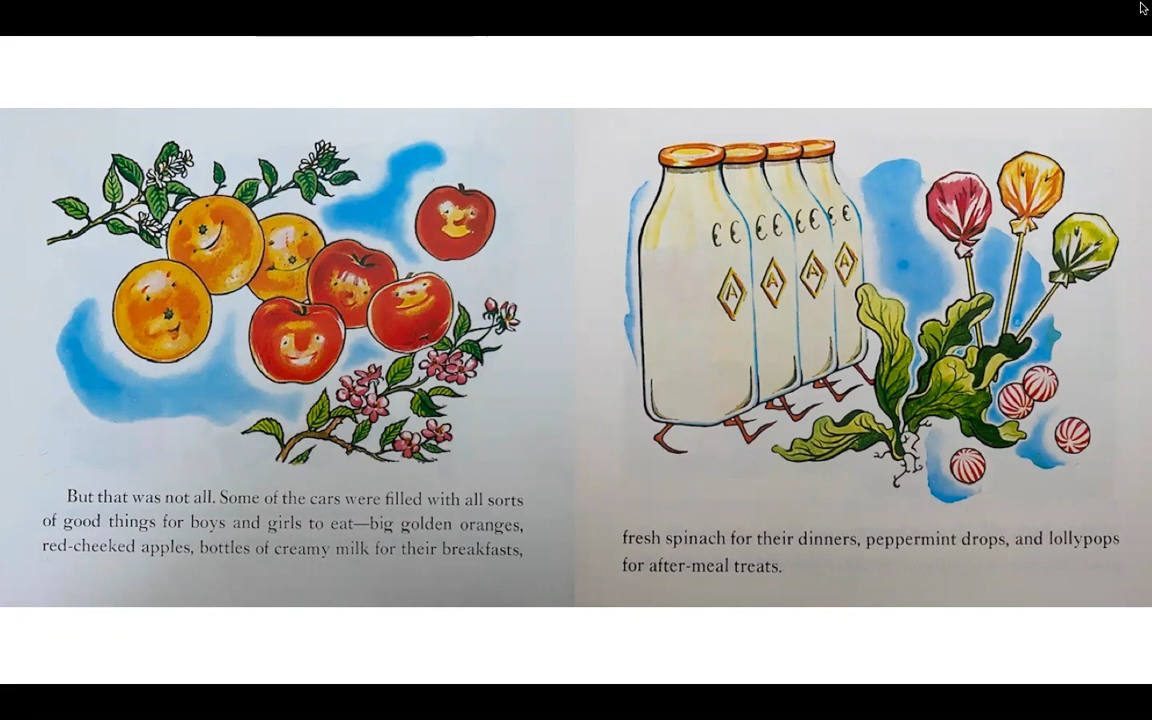 But that was not all. Some of the cars were filled with all sorts
of good things for boys and girls to eat—big golden oranges,
red-cheeked apples, bottles of creamy milk for their breakfasts,
A A A A
fresh spinach for their dinners, peppermint drops, and lollypops
for after-meal treats.